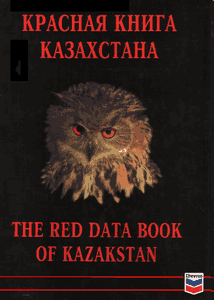 КРАСНАЯ КНИГА
КАЗАХСТАНА
THE RED DATA BOOK
OF KAZAKSTAN
Chevron